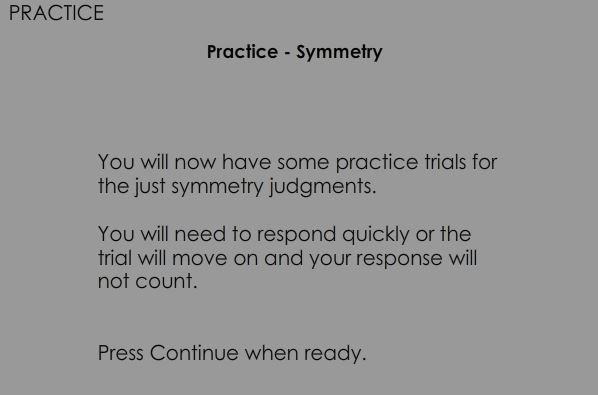 PRACTICE
Practice - Symmetry
You will now have some practice trials for
the just symmetry judgments.
You will need to respond quickly or the
trial will move on and your response will
not count.
Press Continue when ready.